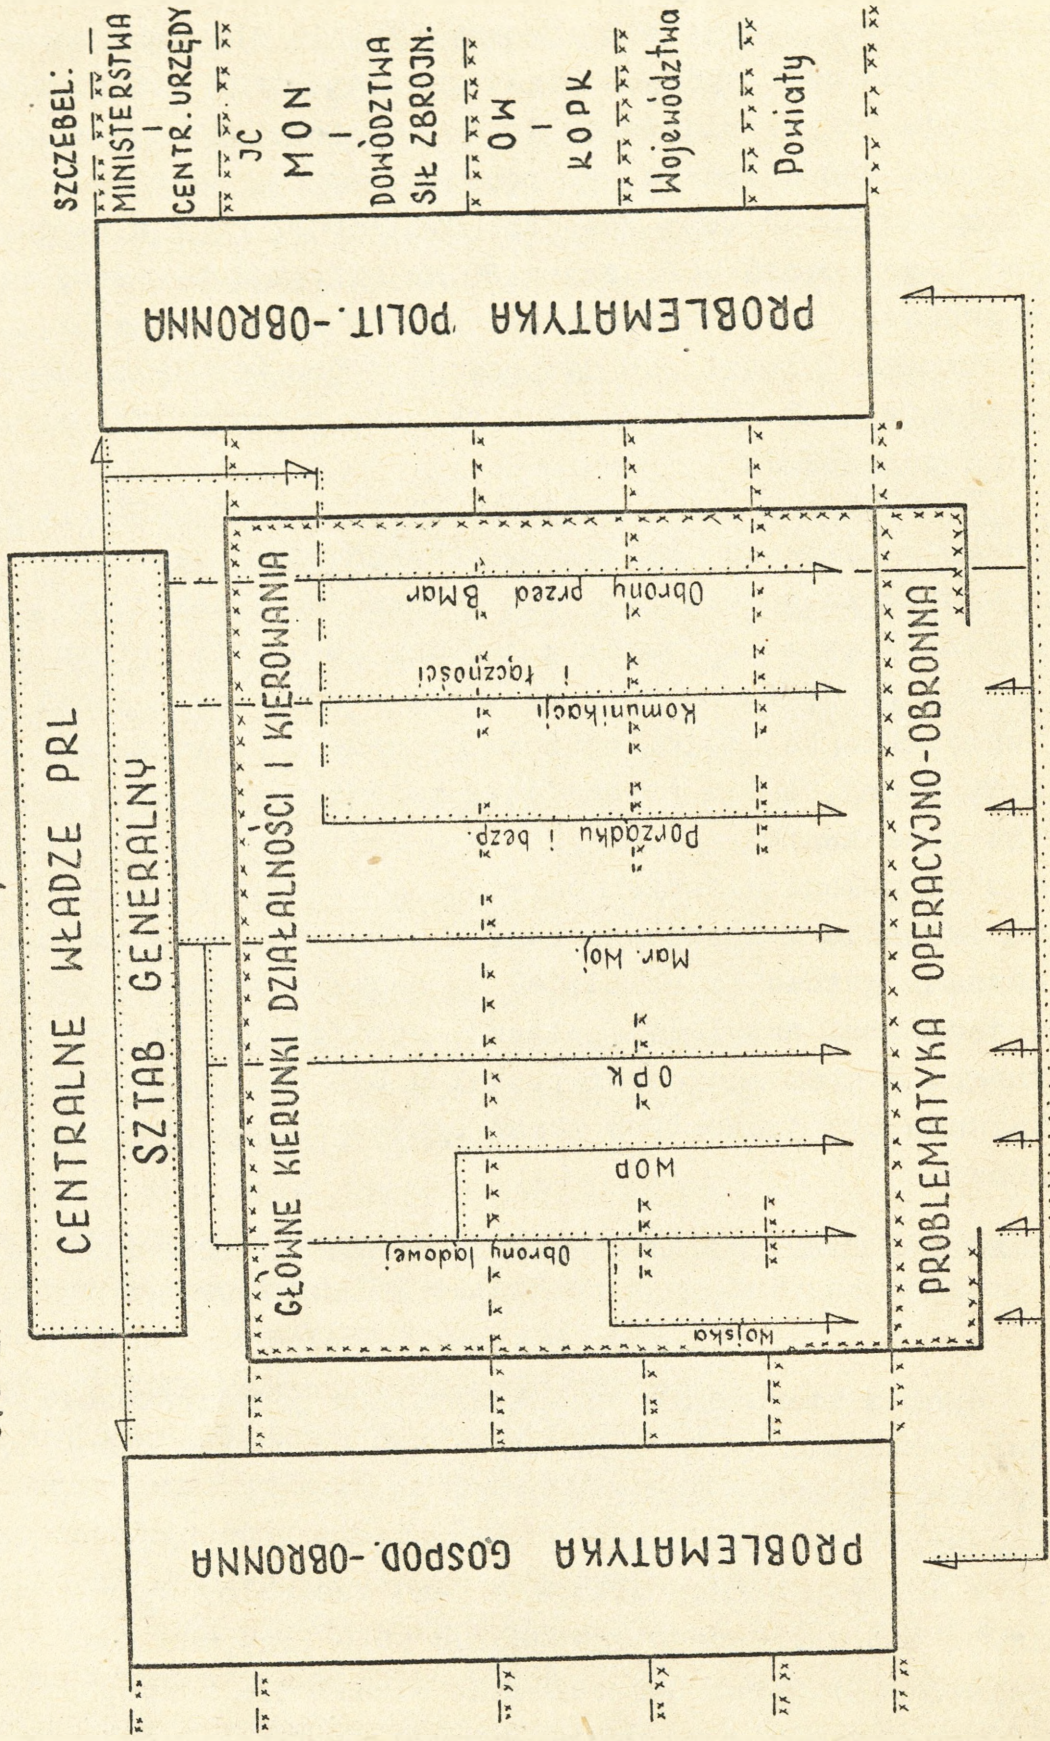 CENTRALNE WŁADZE PRL
SZTAB GENERALNY
SZCZEBEL:
MINISTERSTWA
CENTR. URZĘDY
JC
MON
DOWÓDZTWA
SIŁ ZBROJN.
OW
KOPK
Województwa
Powiaty
PROBLEMATYKA GOSPOD.-OBRONNA
GŁÓWNE KIERUNKI DZIAŁALNOŚCI I KIEROWANIA
Wojska
Obrony lądowej
WOP
OPK
Mar. Woj.
Porządku i bezp.
Komunikacji
i łączności
Obrony przed BMar
PROBLEMATYKA OPERACYJNO-OBRONNA
PROBLEMATYKA POLIT.-OBRONNA